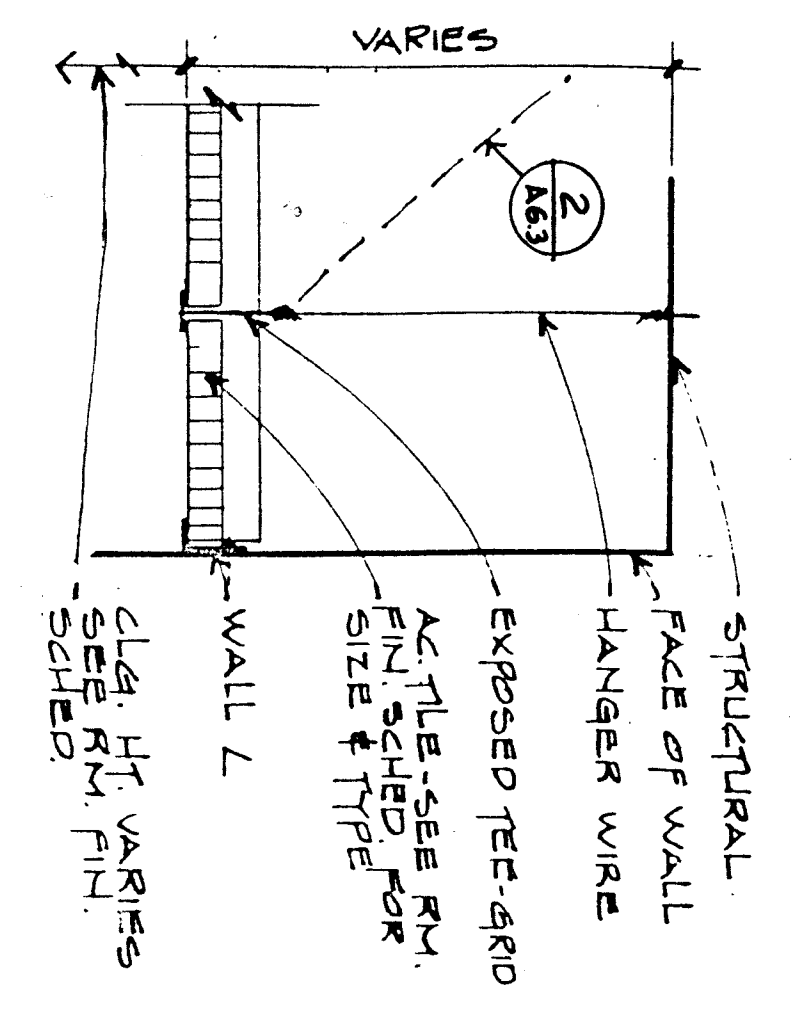 VARIES
2
A6.3
STRUCTURAL
FACE OF WALL
HANGER WIRE
EXPOSED TEE-GRID
AC. TILE-SEE RM.
FIN. SCHED. FOR
SIZE & TYPE
WALL L
CLG. HT. VARIES
SEE RM. FIN.
SCHED.